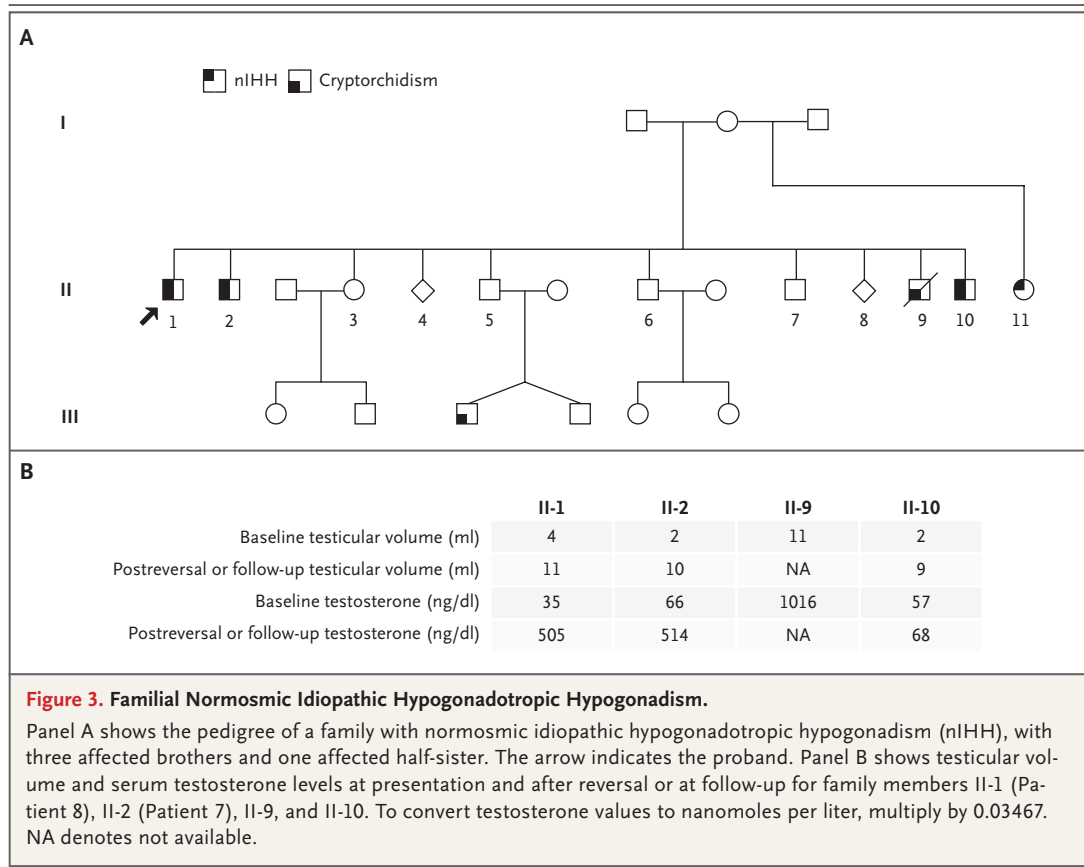 A
nIHH Cryptorchidism
I
II
1 2 3 4 5 6 7 8 9 10 11
III
B
II-1 II-2 II-9 II-10
Baseline testicular volume (ml) 4 2 11 2
Postreversal or follow-up testicular volume (ml) 11 10 NA 9
Baseline testosterone (ng/dl) 35 66 1016 57
Postreversal or follow-up testosterone (ng/dl) 505 514 NA 68
Figure 3. Familial Normosmic Idiopathic Hypogonadotropic Hypogonadism.
Panel A shows the pedigree of a family with normosmic idiopathic hypogonadotropic hypogonadism (nIHH), with
three affected brothers and one affected half-sister. The arrow indicates the proband. Panel B shows testicular vol-
ume and serum testosterone levels at presentation and after reversal or at follow-up for family members II-1 (Pa-
tient 8), II-2 (Patient 7), II-9, and II-10. To convert testosterone values to nanomoles per liter, multiply by 0.03467.
NA denotes not available.